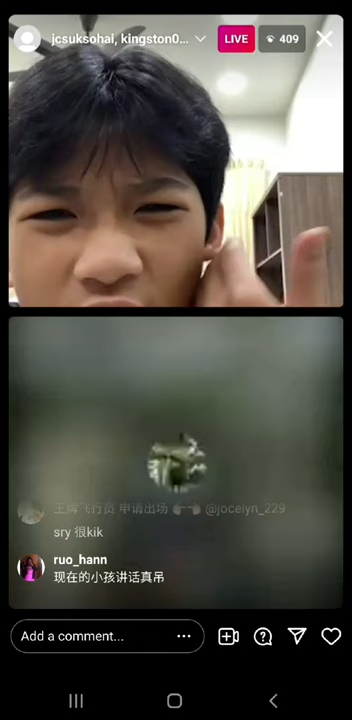 jcsuksohai, kingston0...
LIVE
409
王牌飞行员 申请出场 @jocelyn_229
sry 很kik
ruo_hann
现在的小孩讲话真吊
Add a comment...